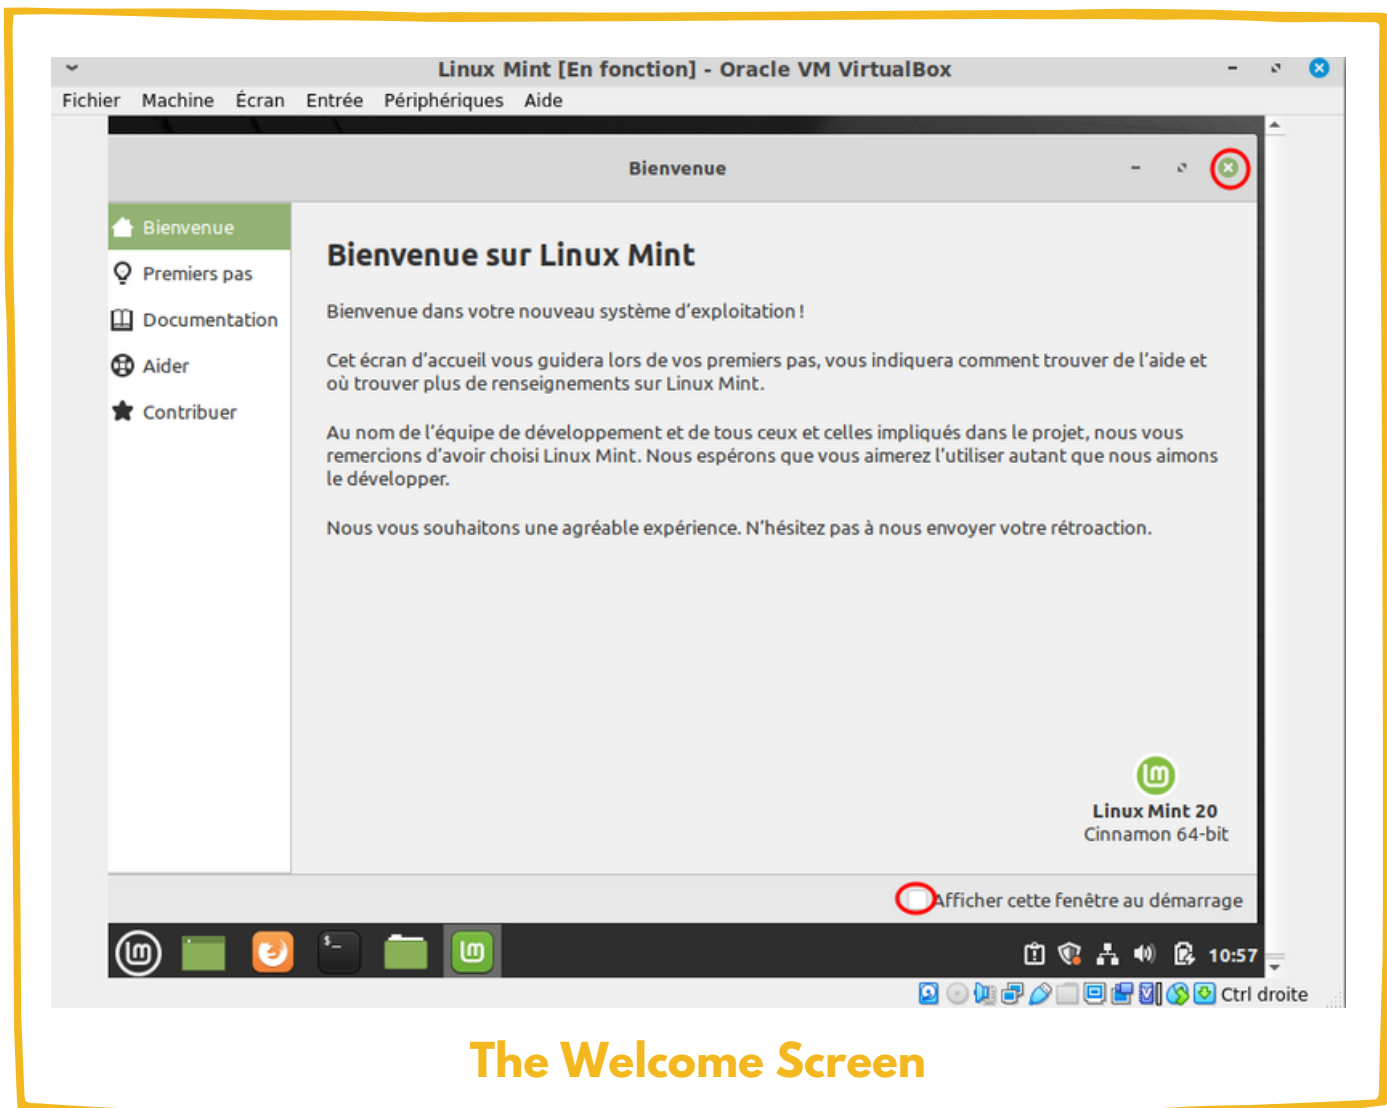 Linux Mint [En fonction] - Oracle VM VirtualBox
Fichier Machine Écran Entrée Périphériques Aide
Bienvenue
Bienvenue
Premiers pas
Documentation
Aider
Contribuer
Bienvenue sur Linux Mint
Bienvenue dans votre nouveau système d’exploitation !
Cet écran d’accueil vous guidera lors de vos premiers pas, vous indiquera comment trouver de l’aide et
où trouver plus de renseignements sur Linux Mint.
Au nom de l’équipe de développement et de tous ceux et celles impliqués dans le projet, nous vous
remercions d’avoir choisi Linux Mint. Nous espérons que vous aimerez l’utiliser autant que nous aimons
le développer.
Nous vous souhaitons une agréable expérience. N’hésitez pas à nous envoyer votre rétroaction.
Linux Mint 20
Cinnamon 64-bit
Afficher cette fenêtre au démarrage
10:57
Ctrl droite
The Welcome Screen